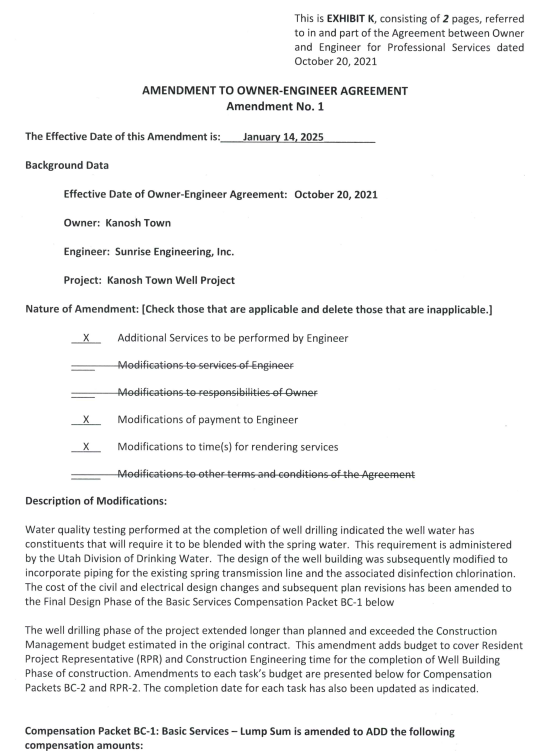 This is EXHIBIT K, consisting of 2 pages, referred
to in and part of the Agreement between Owner
and Engineer for Professional Services dated
October 20, 2021
AMENDMENT TO OWNER-ENGINEER AGREEMENT
Amendment No. 1
The Effective Date of this Amendment is: January 14, 2025
Background Data
Effective Date of Owner-Engineer Agreement: October 20, 2021
Owner: Kanosh Town
Engineer: Sunrise Engineering, Inc.
Project: Kanosh Town Well Project
Nature of Amendment: [Check those that are applicable and delete those that are inapplicable.]
X Additional Services to be performed by Engineer
Modifications to services of Engineer
Modifications to responsibilities of Owner
X Modifications of payment to Engineer
X Modifications to time(s) for rendering services
Modifications to other terms and conditions of the Agreement
Description of Modifications:
Water quality testing performed at the completion of well drilling indicated the well water has
constituents that will require it to be blended with the spring water. This requirement is administered
by the Utah Division of Drinking Water. The design of the well building was subsequently modified to
incorporate piping for the existing spring transmission line and the associated disinfection chlorination.
The cost of the civil and electrical design changes and subsequent plan revisions has been amended to
the Final Design Phase of the Basic Services Compensation Packet BC-1 below
The well drilling phase of the project extended longer than planned and exceeded the Construction
Management budget estimated in the original contract. This amendment adds budget to cover Resident
Project Representative (RPR) and Construction Engineering time for the completion of Well Building
Phase of construction. Amendments to each task's budget are presented below for Compensation
Packets BC-2 and RPR-2. The completion date for each task has also been updated as indicated.
Compensation Packet BC-1: Basic Services – Lump Sum is amended to ADD the following
compensation amounts: